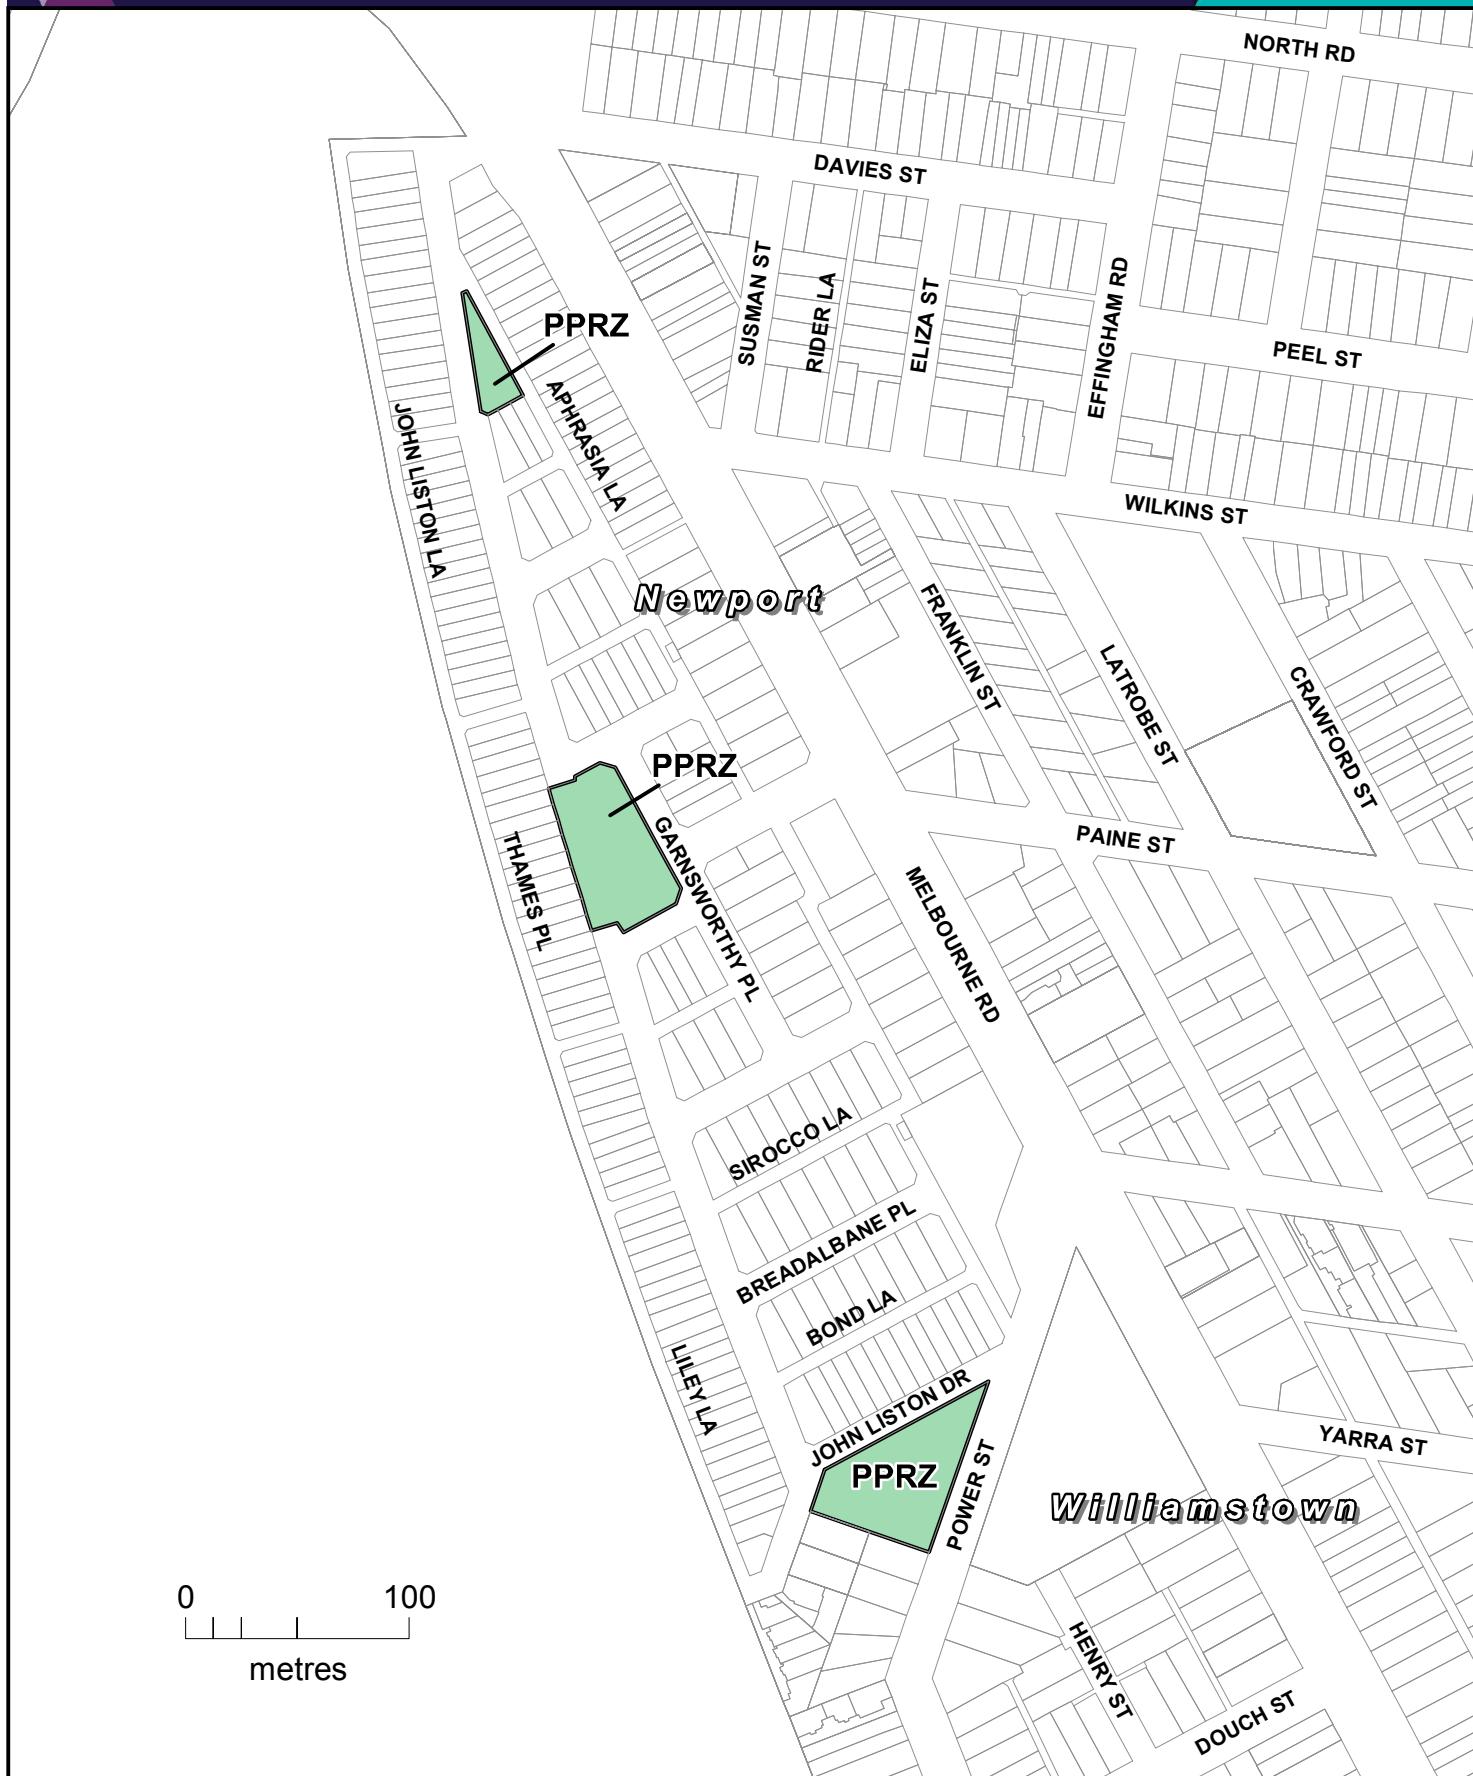 NORTH RD
DAVIES ST
SUSMAN ST
RIDER LA
ELIZA ST
EFFINGHAM RD
PEEL ST
PPRZ
APHRASIA LA
JOHN LISTON LA
WILKINS ST
Newport
FRANKLIN ST
LATROBE ST
CRAWFORD ST
PPRZ
GARNSWORTHY PL
THAMES PL
PAINE ST
MELBOURNE RD
SIROCCO LA
BREADALBANE PL
BOND LA
LILEY LA
JOHN LISTON DR
PPRZ
POWER ST
YARRA ST
Williamstown
0 100
metres
HENRY ST
DOUCH ST